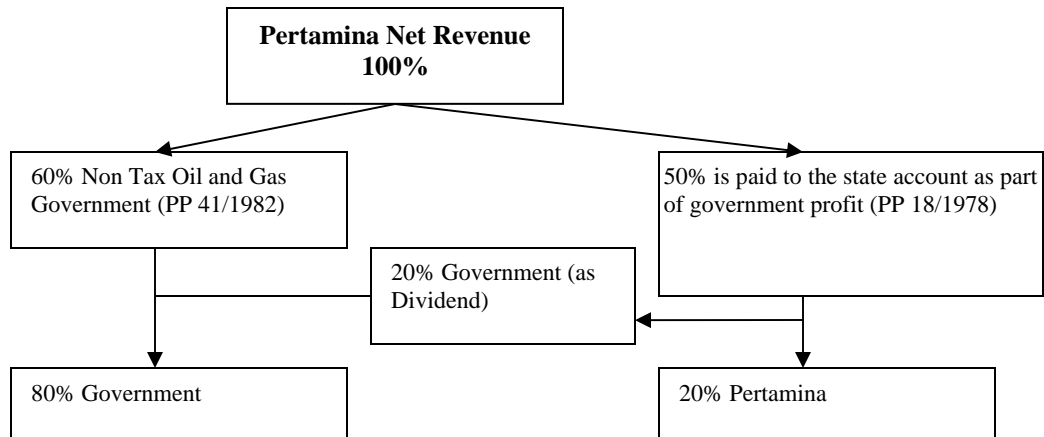 Pertamina Net Revenue
100%
60% Non Tax Oil and Gas
Government (PP 41/1982)
50% is paid to the state account as part
of government profit (PP 18/1978)
20% Government (as
Dividend)
80% Government
20% Pertamina